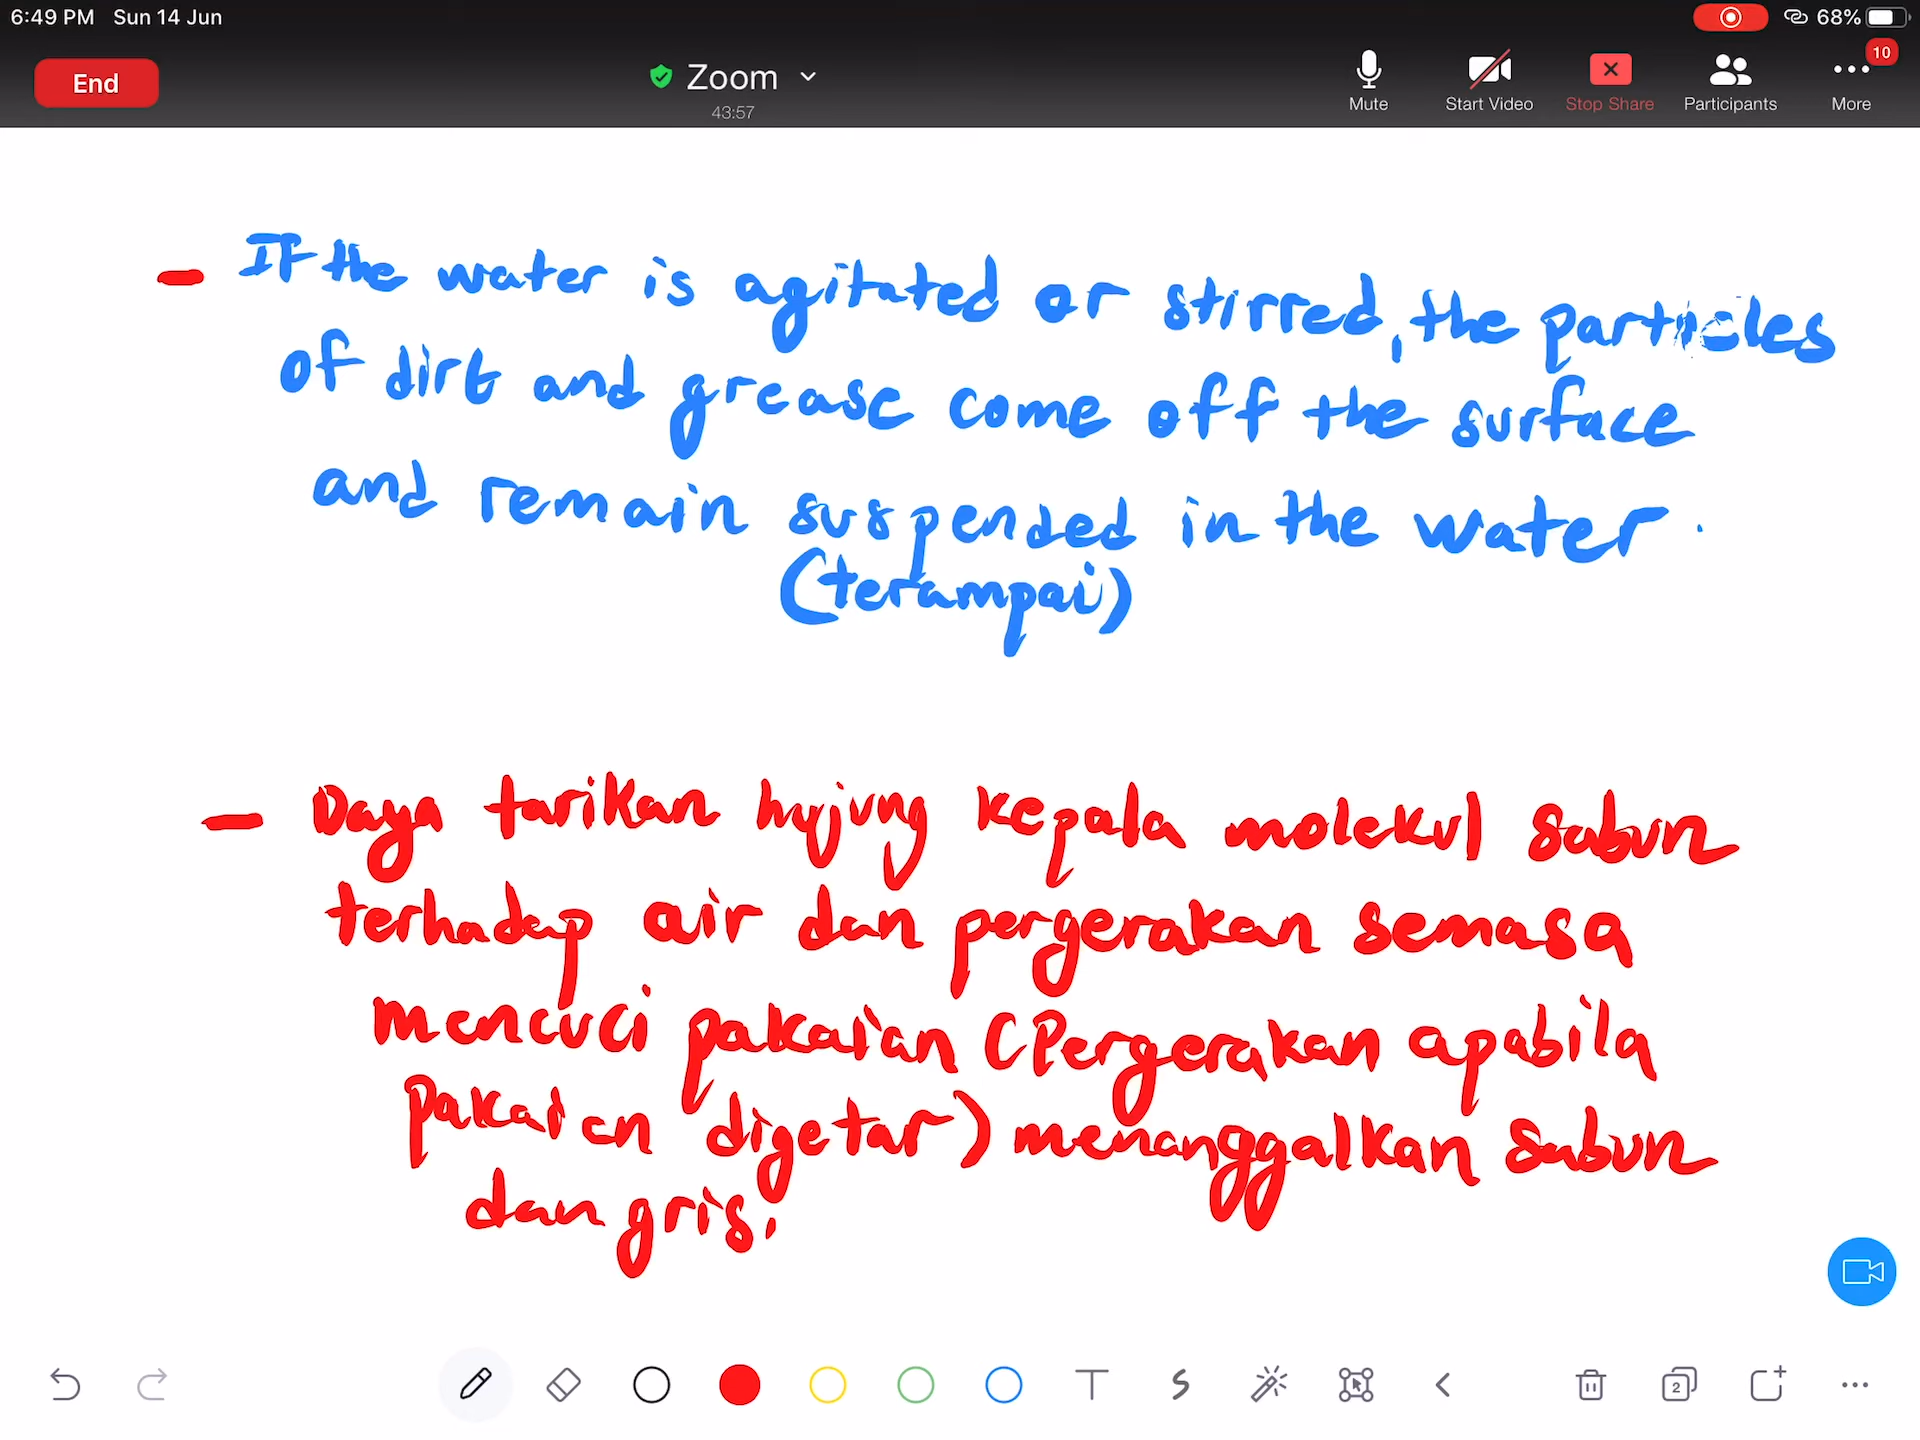 6:49 PM Sun 14 Jun
68%
End
Zoom
43:57
Mute
Start Video
Stop Share
Participants
More
10
- If the water is agitated or stirred, the particles
of dirt and grease come off the surface
and remain suspended in the water.
(terampai)
- Daya tarikan hujung kepala molekul sabun
terhadap air dan pergerakan semasa
mencuci pakaian (Pergerakan apabila
pakaian digetar) menanggalkan sabun
dan gris.
T
2